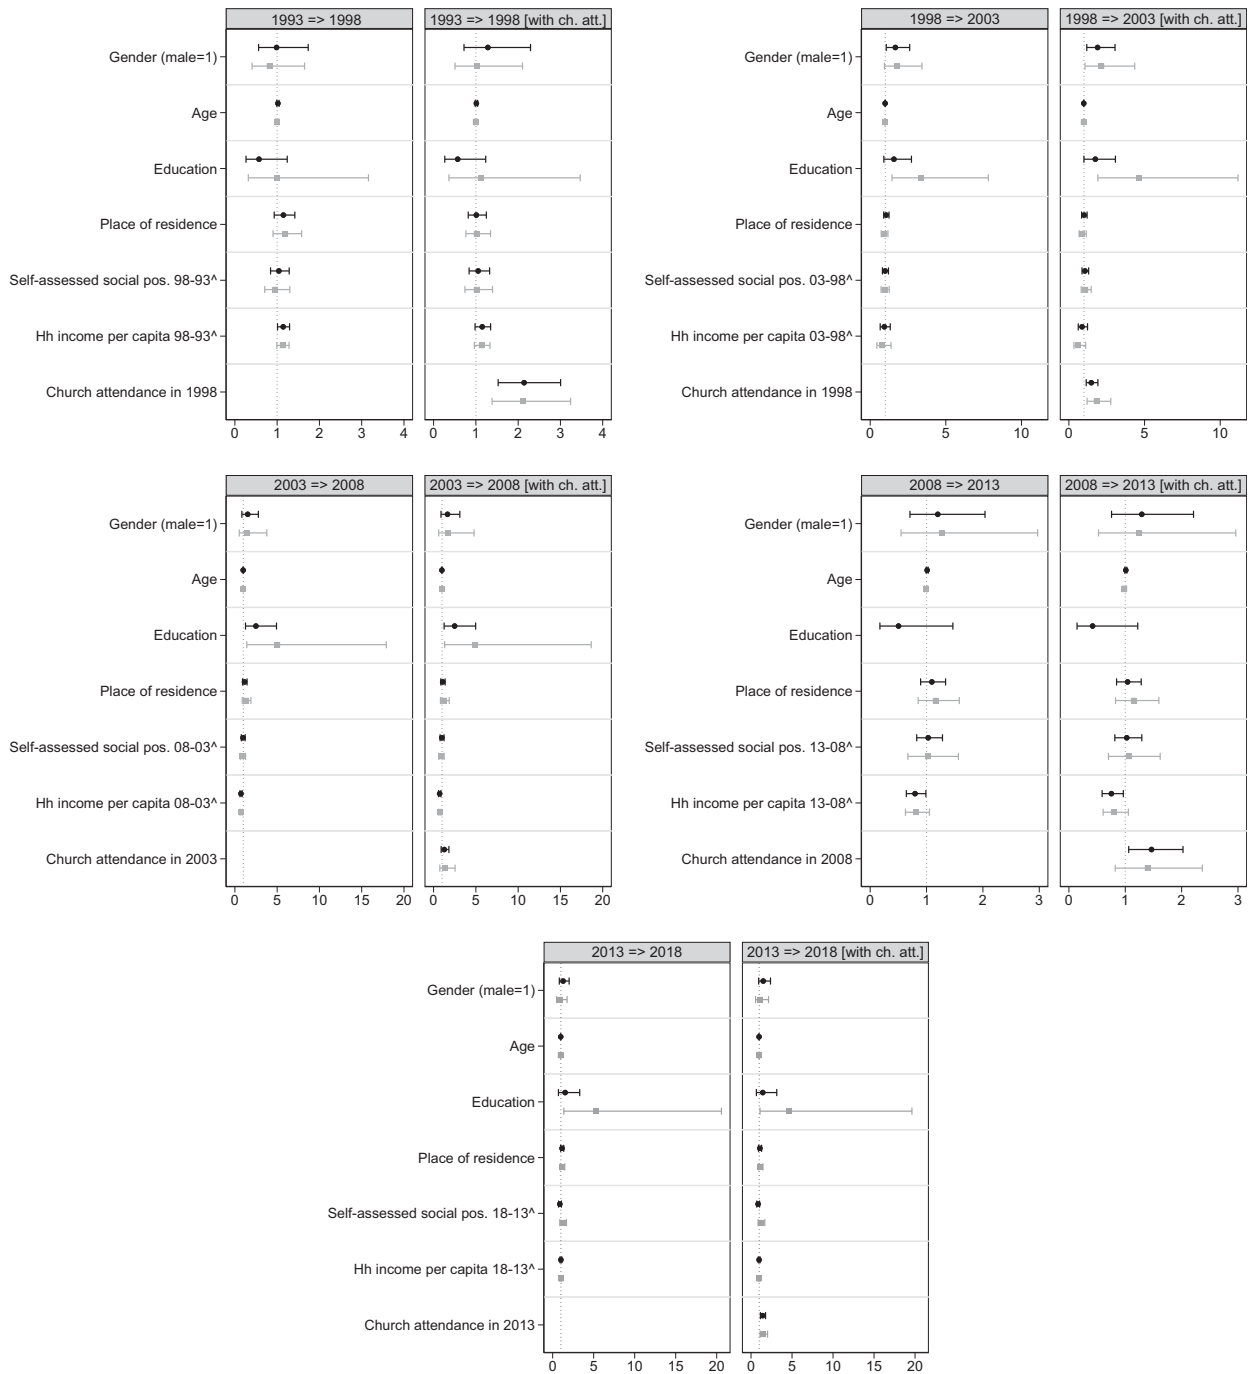 1993 => 1998
1993 => 1998 [with ch. att.]
Gender (male=1)
Age
Education
Place of residence
Self-assessed social pos. 98-93^
Hh income per capita 98-93^
Church attendance in 1998
0 1 2 3 4
0 1 2 3 4
1998 => 2003
1998 => 2003 [with ch. att.]
Gender (male=1)
Age
Education
Place of residence
Self-assessed social pos. 03-98^
Hh income per capita 03-98^
Church attendance in 1998
0 5 10
0 5 10
2003 => 2008
2003 => 2008 [with ch. att.]
Gender (male=1)
Age
Education
Place of residence
Self-assessed social pos. 08-03^
Hh income per capita 08-03^
Church attendance in 2003
0 5 10 15 20
0 5 10 15 20
2008 => 2013
2008 => 2013 [with ch. att.]
Gender (male=1)
Age
Education
Place of residence
Self-assessed social pos. 13-08^
Hh income per capita 13-08^
Church attendance in 2008
0 1 2 3
0 1 2 3
2013 => 2018
2013 => 2018 [with ch. att.]
Gender (male=1)
Age
Education
Place of residence
Self-assessed social pos. 18-13^
Hh income per capita 18-13^
Church attendance in 2013
0 5 10 15 20
0 5 10 15 20